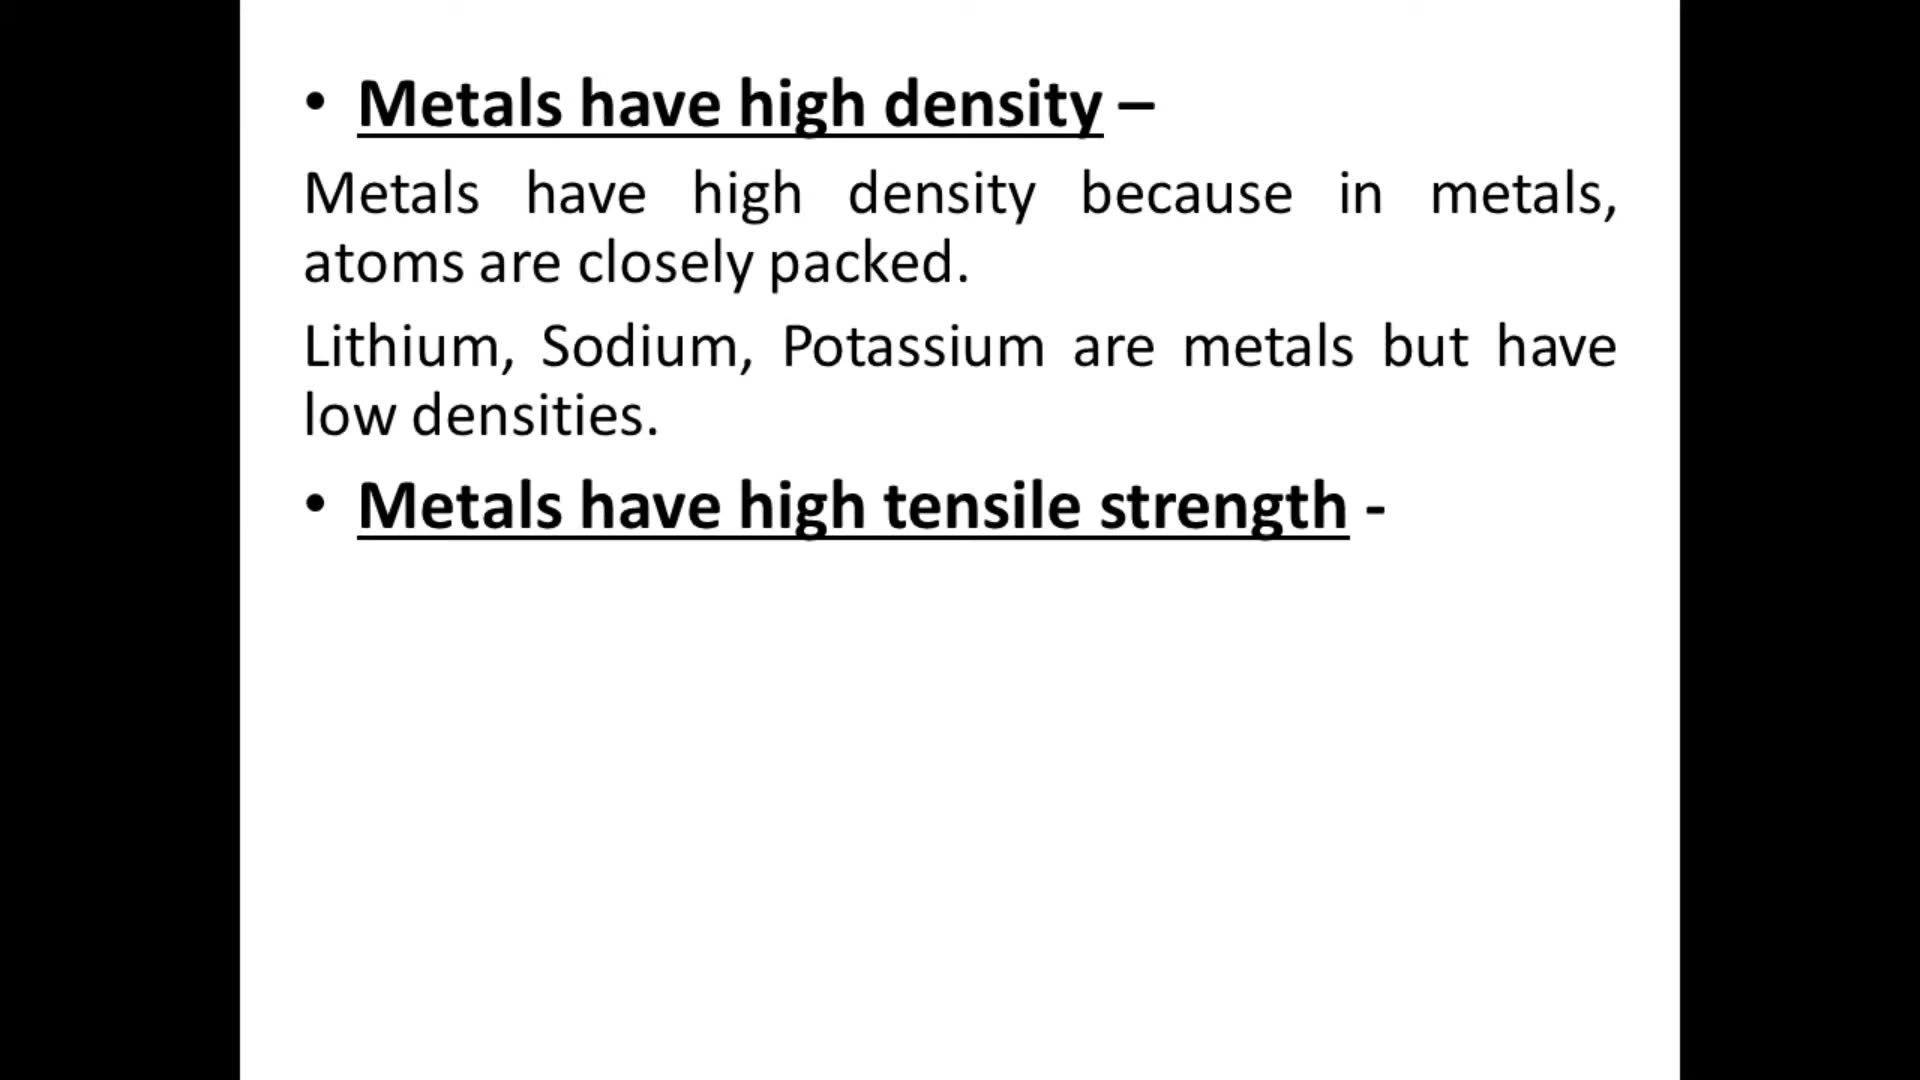 • Metals have high density –
Metals have high density because in metals,
atoms are closely packed.
Lithium, Sodium, Potassium are metals but have
low densities.
• Metals have high tensile strength -